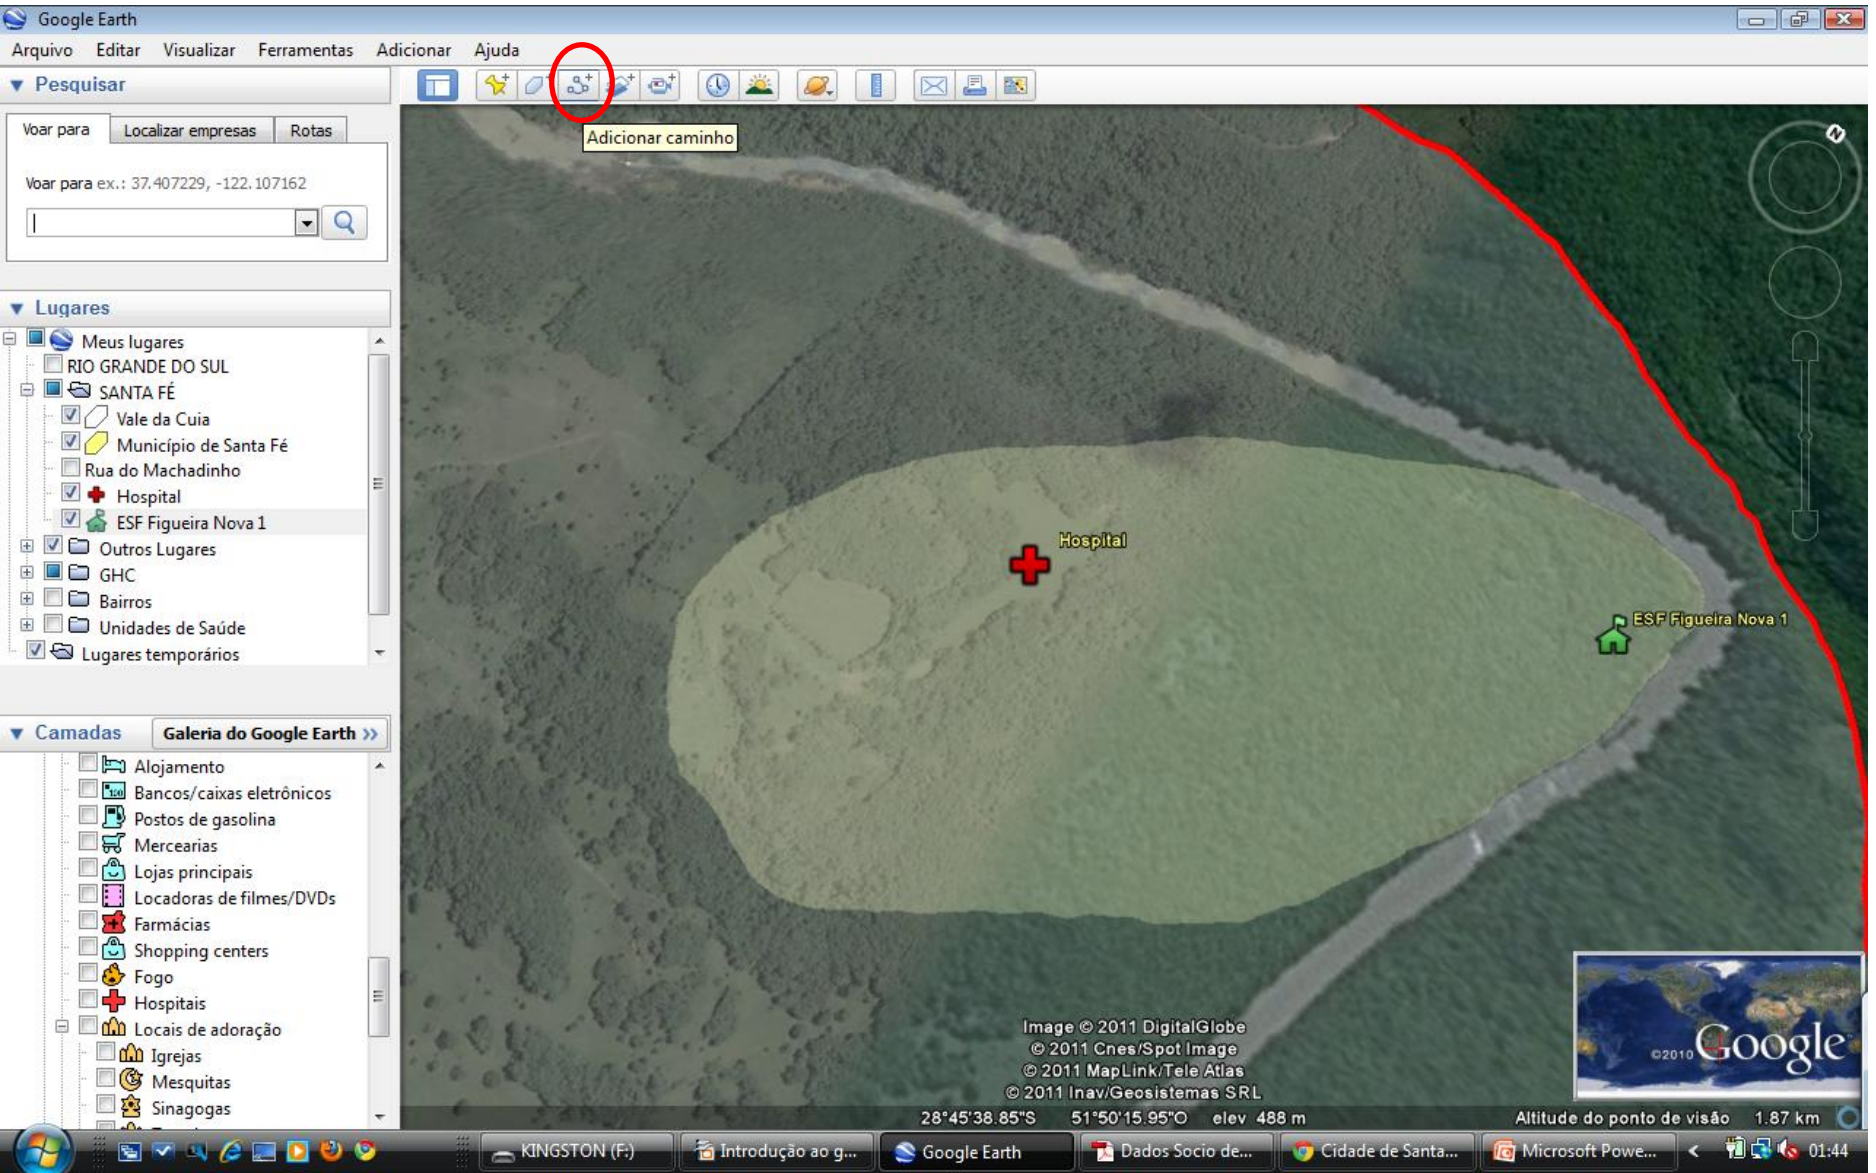 Google Earth
Arquivo Editar Visualizar Ferramentas Adicionar Ajuda
Pesquisar
Adicionar caminho
Voar para Localizar empresas Rotas
Voar para ex.: 37.407229, -122.107162
Lugares
Meus lugares
RIO GRANDE DO SUL
SANTA FÉ
Vale da Cuia
Município de Santa Fé
Rua do Machadinho
Hospital
ESF Figueira Nova 1
Outros Lugares
GHC
Bairros
Unidades de Saúde
Lugares temporários
Camadas Galeria do Google Earth >>
Alojamento
Bancos/caixas eletrônicos
Postos de gasolina
Mercearias
Lojas principais
Locadoras de filmes/DVDs
Farmácias
Shopping centers
Fogo
Hospitais
Locais de adoração
Igrejas
Mesquitas
Sinagogas
N
Hospital
ESF Figueira Nova 1
Image © 2011 DigitalGlobe
© 2011 Cnes/Spot Image
© 2011 MapLink/Tele Atlas
© 2011 Inav/Geosistemas SRL
©2010 Google
28°45'38.85"S 51°50'15.95"O elev 488 m Altitude do ponto de visão 1.87 km
KINGSTON (F:) Introdução ao g... Google Earth Dados Socio de... Cidade de Santa... Microsoft Powe... < 01:44